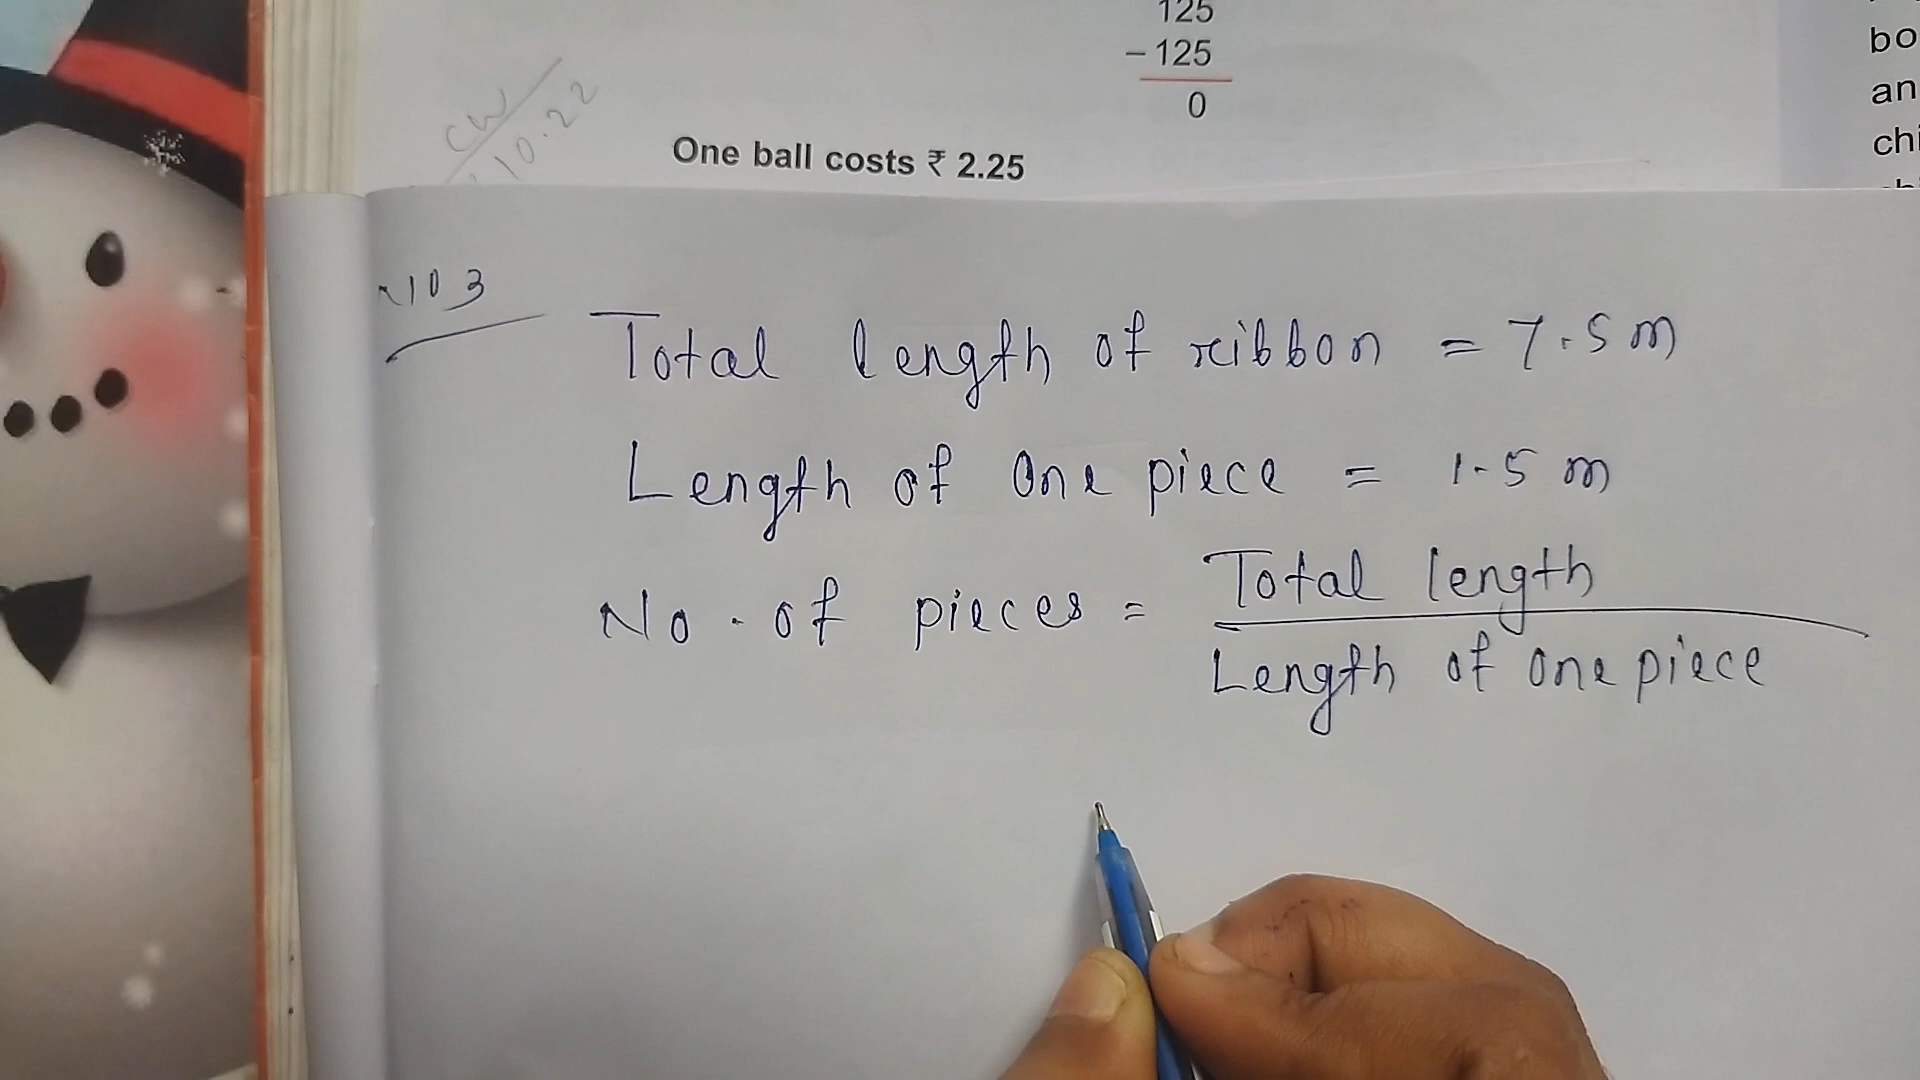 125
– 125
0
CW
10.22
One ball costs ₹ 2.25
bo
an
chi
103
Total length of ribbon = 7.5 m
Length of one piece = 1.5 m
No. of pieces = Total length
Length of one piece